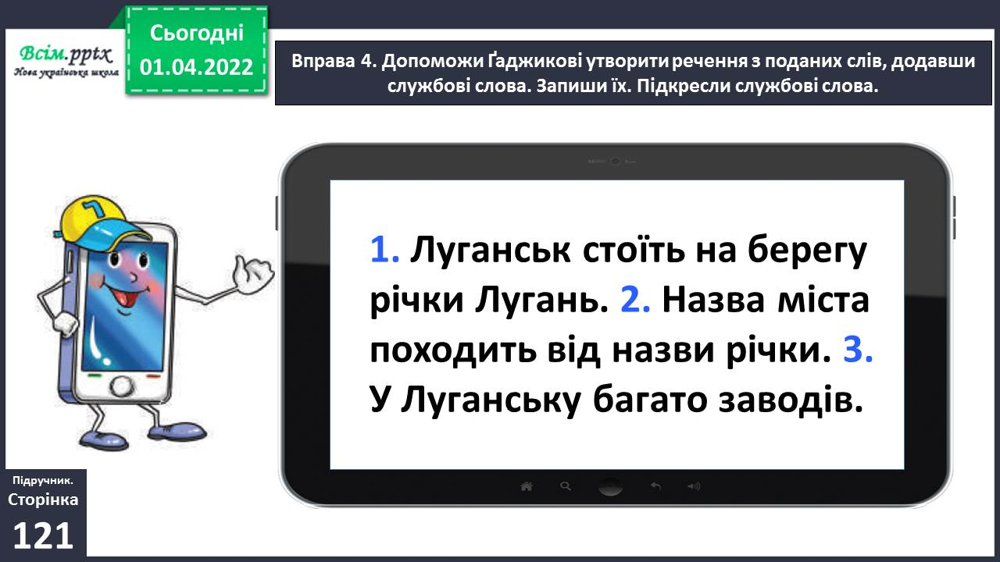 Всім.pptx
Нова українська школа
Сьогодні
01.04.2022
Вправа 4. Допоможи Ґаджикові утворити речення з поданих слів, додавши
службові слова. Запиши їх. Підкресли службові слова.
1. Луганськ стоїть на берегу
річки Лугань. 2. Назва міста
походить від назви річки. 3.
У Луганську багато заводів.
Підручник.
Сторінка
121